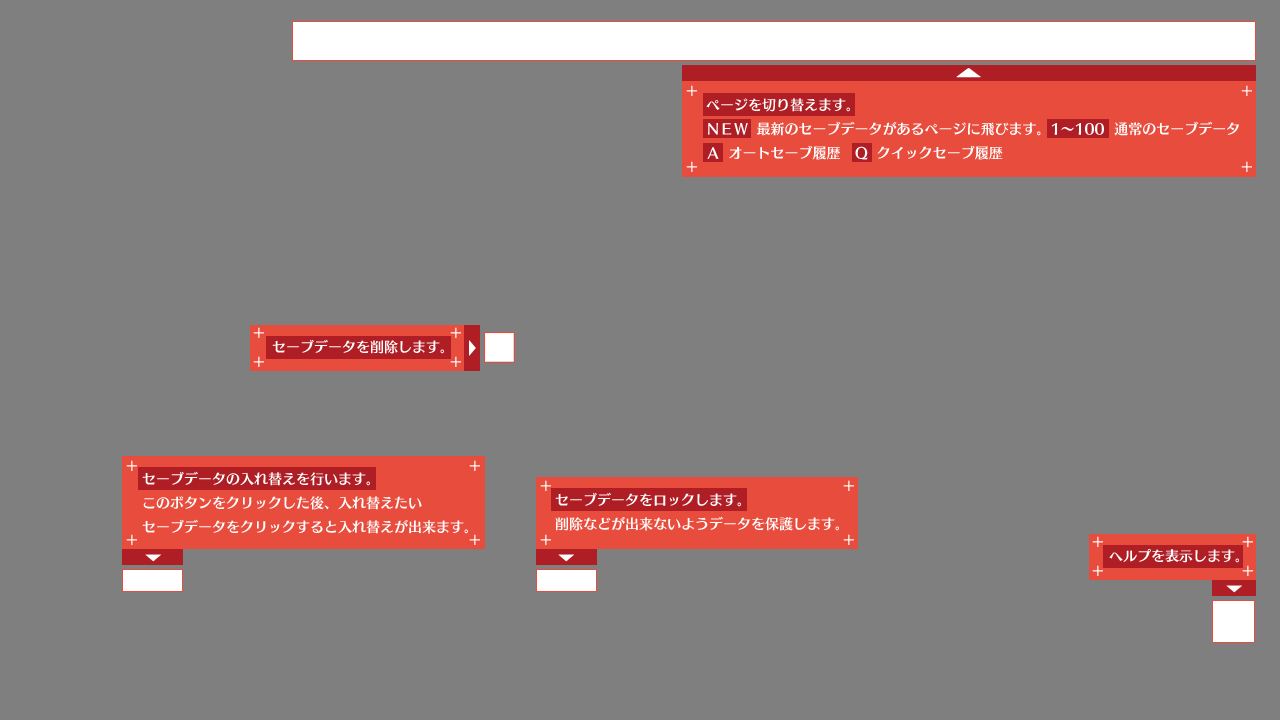 ページを切り替えます。
NEW 最新のセーブデータがあるページに飛びます。 1～100 通常のセーブデータ
A オートセーブ履歴 Q クイックセーブ履歴
セーブデータを削除します。
セーブデータの入れ替えを行います。
このボタンをクリックした後、入れ替えたい
セーブデータをクリックすると入れ替えが出来ます。
セーブデータをロックします。
削除などが出来ないようデータを保護します。
ヘルプを表示します。